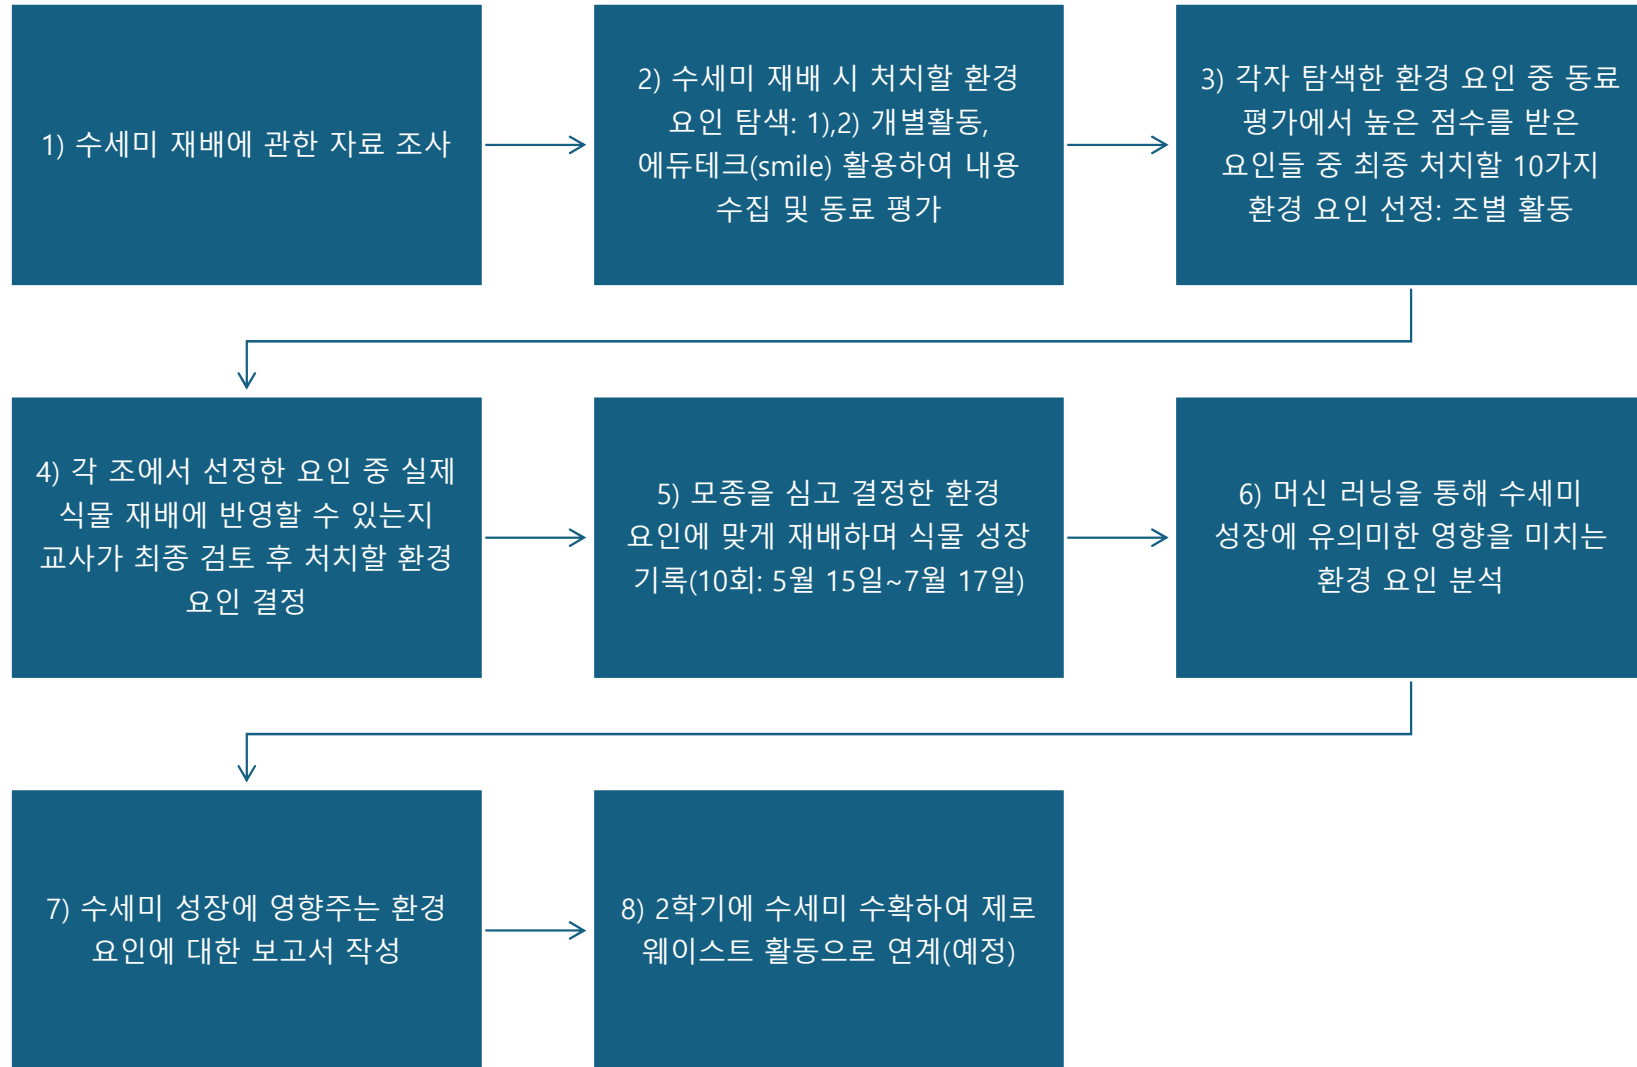 1) 수세미 재배에 관한 자료 조사
2) 수세미 재배 시 처치할 환경
요인 탐색: 1),2) 개별활동,
에듀테크(smile) 활용하여 내용
수집 및 동료 평가
3) 각자 탐색한 환경 요인 중 동료
평가에서 높은 점수를 받은
요인들 중 최종 처치할 10가지
환경 요인 선정: 조별 활동
4) 각 조에서 선정한 요인 중 실제
식물 재배에 반영할 수 있는지
교사가 최종 검토 후 처치할 환경
요인 결정
5) 모종을 심고 결정한 환경
요인에 맞게 재배하며 식물 성장
기록(10회: 5월 15일~7월 17일)
6) 머신 러닝을 통해 수세미
성장에 유의미한 영향을 미치는
환경 요인 분석
7) 수세미 성장에 영향주는 환경
요인에 대한 보고서 작성
8) 2학기에 수세미 수확하여 제로
웨이스트 활동으로 연계(예정)